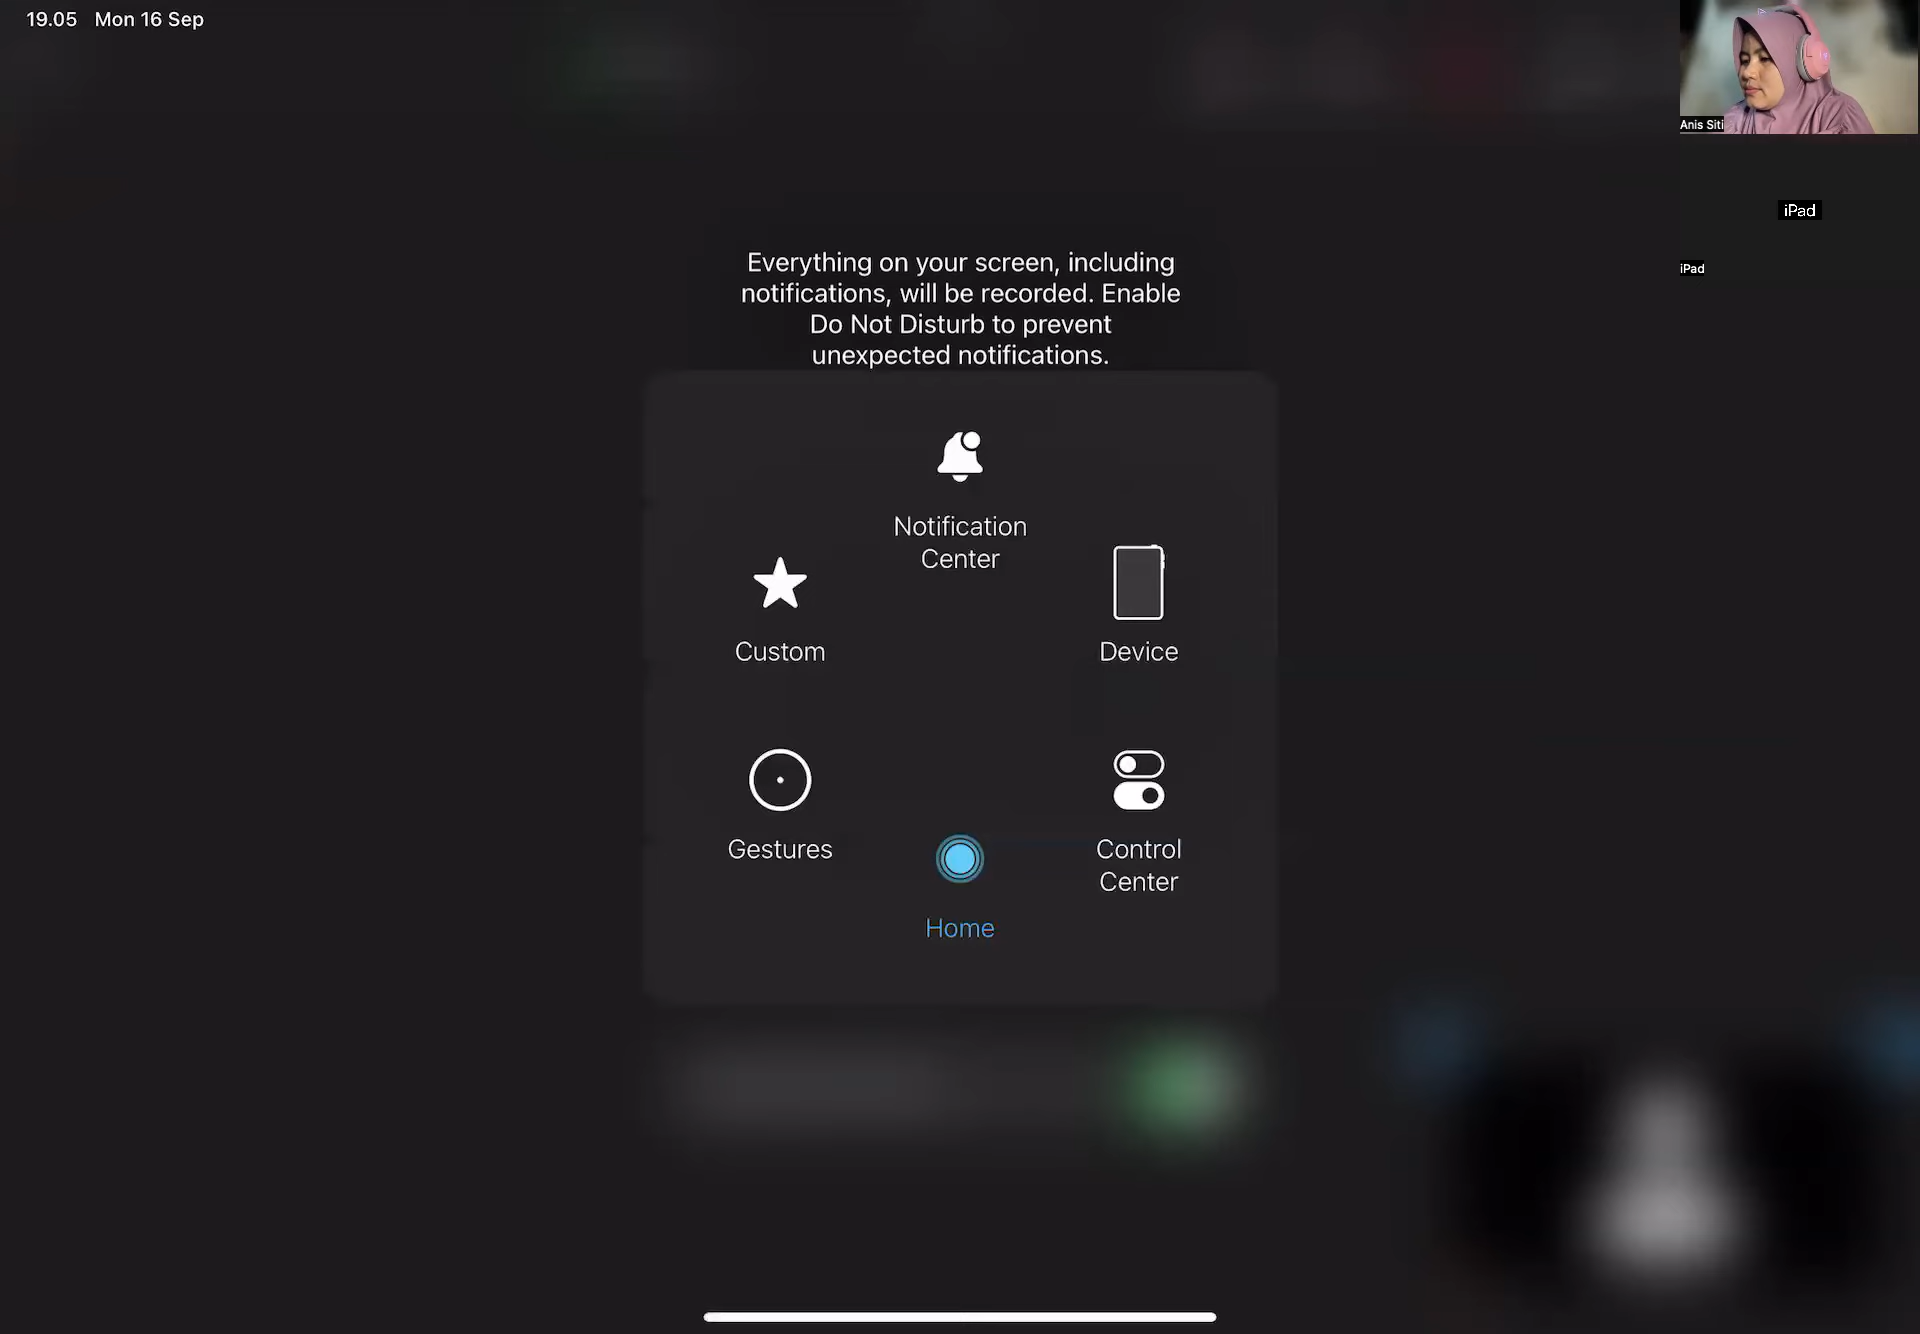 19.05 Mon 16 Sep
Anis Siti
iPad
iPad
Everything on your screen, including
notifications, will be recorded. Enable
Do Not Disturb to prevent
unexpected notifications.
Notification
Center
Custom
Device
Gestures
Control
Center
Home